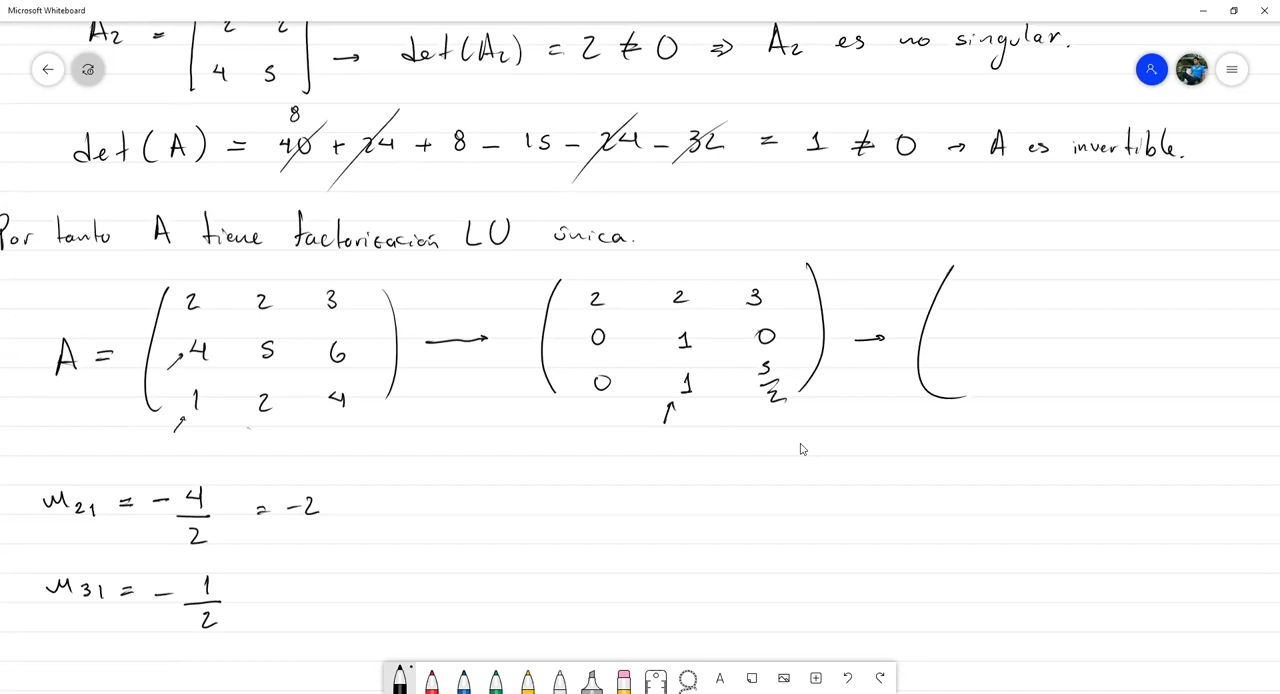 Microsoft Whiteboard
A2 = [ 2 2 ; 4 5 ] → det(A2) = 2 ≠ 0 ⇒ A2 es no singular.
8
det(A) = 40 + 24 + 8 - 15 - 24 - 32 = 1 ≠ 0 → A es invertible.
Por tanto A tiene factorización LU única.
A = ( 2 2 3 ; 4 5 6 ; 1 2 4 ) → ( 2 2 3 ; 0 1 0 ; 0 1 5/2 ) → (
m21 = - 4/2 = -2
m31 = - 1/2